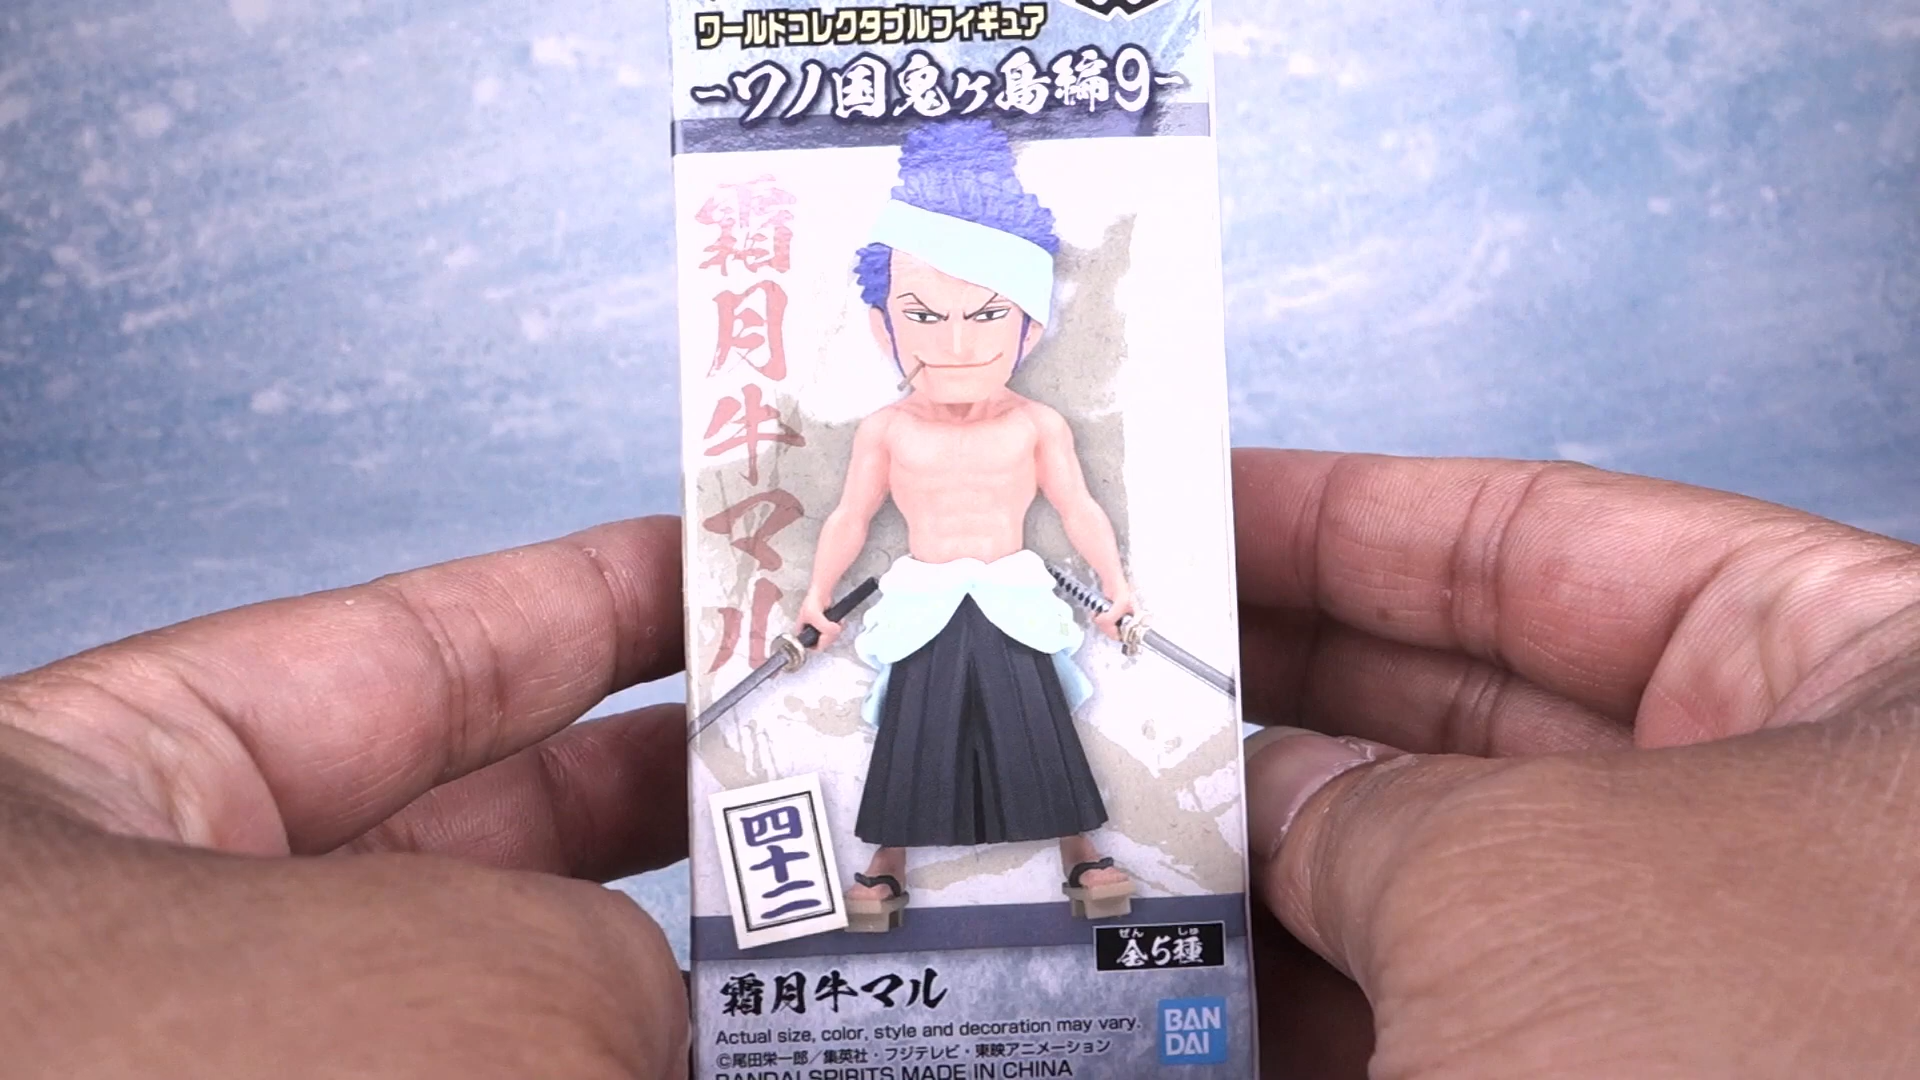 ワールドコレクタブルフィギュア
-ワノ国鬼ヶ島編9-
霜月牛マル
四十二
ぜん しゅ
全5種
霜月牛マル
Actual size, color, style and decoration may vary.
©尾田栄一郎／集英社・フジテレビ・東映アニメーション
BANDAI SPIRITS MADE IN CHINA
BAN
DAI